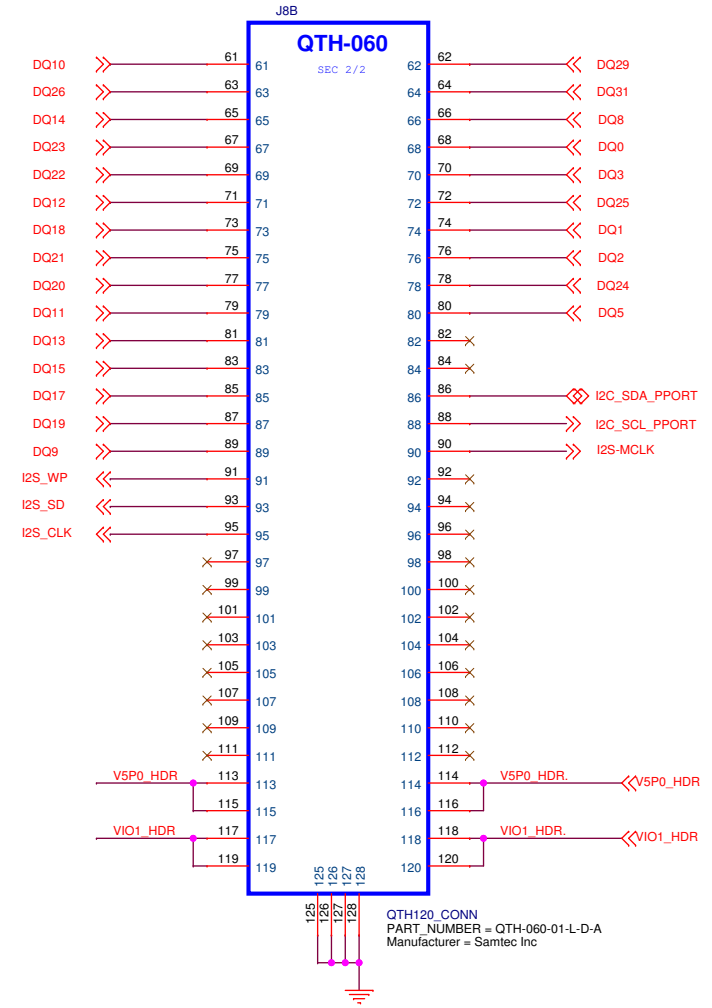 J8B
QTH-060
SEC 2/2
DQ10 61 61 62 62 DQ29
DQ26 63 63 64 64 DQ31
DQ14 65 65 66 66 DQ8
DQ23 67 67 68 68 DQ0
DQ22 69 69 70 70 DQ3
DQ12 71 71 72 72 DQ25
DQ18 73 73 74 74 DQ1
DQ21 75 75 76 76 DQ2
DQ20 77 77 78 78 DQ24
DQ11 79 79 80 80 DQ5
DQ13 81 81 82 82
DQ15 83 83 84 84
DQ17 85 85 86 86 I2C_SDA_PPORT
DQ19 87 87 88 88 I2C_SCL_PPORT
DQ9 89 89 90 90 I2S-MCLK
I2S_WP 91 91 92 92
I2S_SD 93 93 94 94
I2S_CLK 95 95 96 96
97 97 98 98
99 99 100 100
101 101 102 102
103 103 104 104
105 105 106 106
107 107 108 108
109 109 110 110
111 111 112 112
V5P0_HDR 113 113 114 114 V5P0_HDR. V5P0_HDR
115 115 116 116
VIO1_HDR 117 117 118 118 VIO1_HDR. VIO1_HDR
119 119 120 120
125 126 127 128
125 126 127 128
QTH120_CONN
PART_NUMBER = QTH-060-01-L-D-A
Manufacturer = Samtec Inc